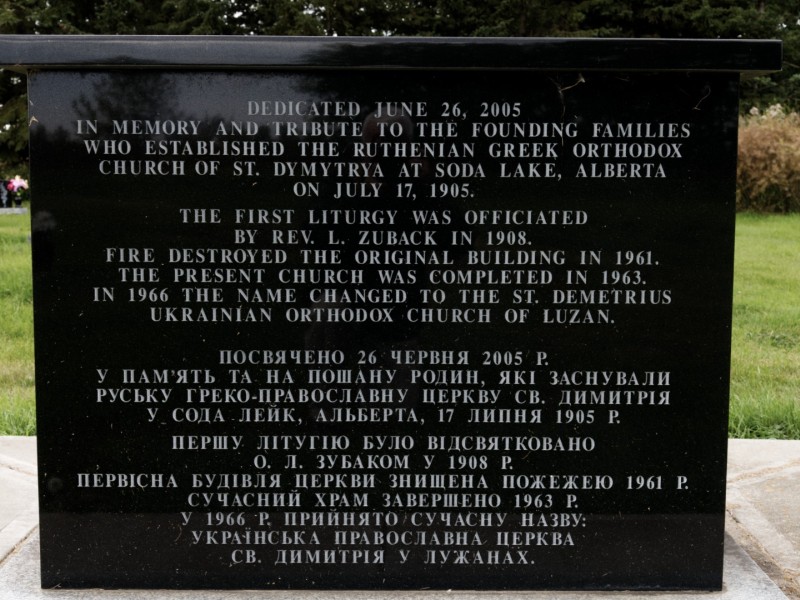 DEDICATED JUNE 26, 2005
IN MEMORY AND TRIBUTE TO THE FOUNDING FAMILIES
WHO ESTABLISHED THE RUTHENIAN GREEK ORTHODOX
CHURCH OF ST. DYMYTRYA AT SODA LAKE, ALBERTA
ON JULY 17, 1905.
THE FIRST LITURGY WAS OFFICIATED
BY REV. L. ZUBACK IN 1908.
FIRE DESTROYED THE ORIGINAL BUILDING IN 1961.
THE PRESENT CHURCH WAS COMPLETED IN 1963.
IN 1966 THE NAME CHANGED TO THE ST. DEMETRIUS
UKRAINIAN ORTHODOX CHURCH OF LUZAN.
ПОСВЯЧЕНО 26 ЧЕРВНЯ 2005 Р.
У ПАМ'ЯТЬ ТА НА ПОШАНУ РОДИН, ЯКІ ЗАСНУВАЛИ
РУСЬКУ ГРЕКО-ПРАВОСЛАВНУ ЦЕРКВУ СВ. ДИМИТРІЯ
У СОДА ЛЕЙК, АЛЬБЕРТА, 17 ЛИПНЯ 1905 Р.
ПЕРШУ ЛІТУГІЮ БУЛО ВІДСВЯТКОВАНО
О. Л. ЗУБАКОМ У 1908 Р.
ПЕРВІСНА БУДІВЛЯ ЦЕРКВИ ЗНИЩЕНА ПОЖЕЖЕЮ 1961 Р.
СУЧАСНИЙ ХРАМ ЗАВЕРШЕНО 1963 Р.
У 1966 Р. ПРИЙНЯТО СУЧАСНУ НАЗВУ:
УКРАЇНСЬКА ПРАВОСЛАВНА ЦЕРКВА
СВ. ДИМИТРІЯ У ЛУЖАНАХ.